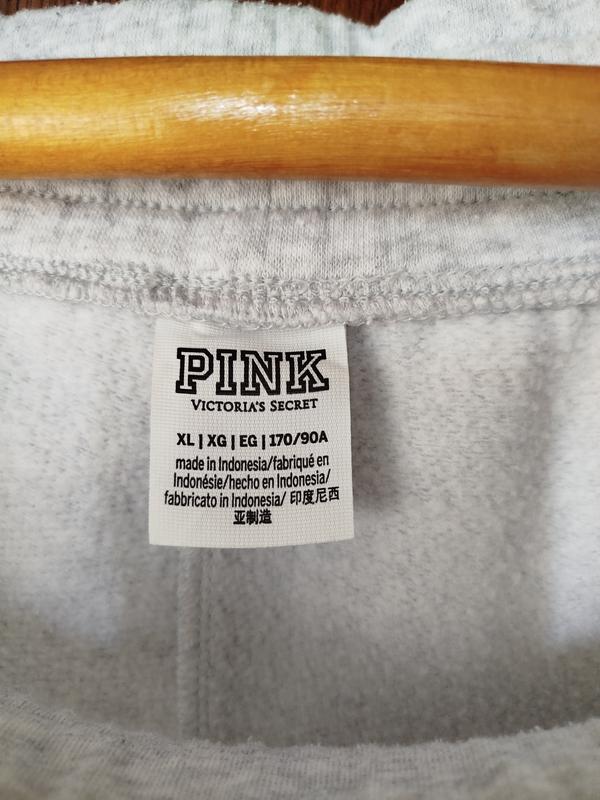 PINK
VICTORIA'S SECRET
XL | XG | EG | 170/90A
made in Indonesia/fabriqué en
Indonésie/hecho en Indonesia/
fabbricato in Indonesia/ 印度尼西
亚制造